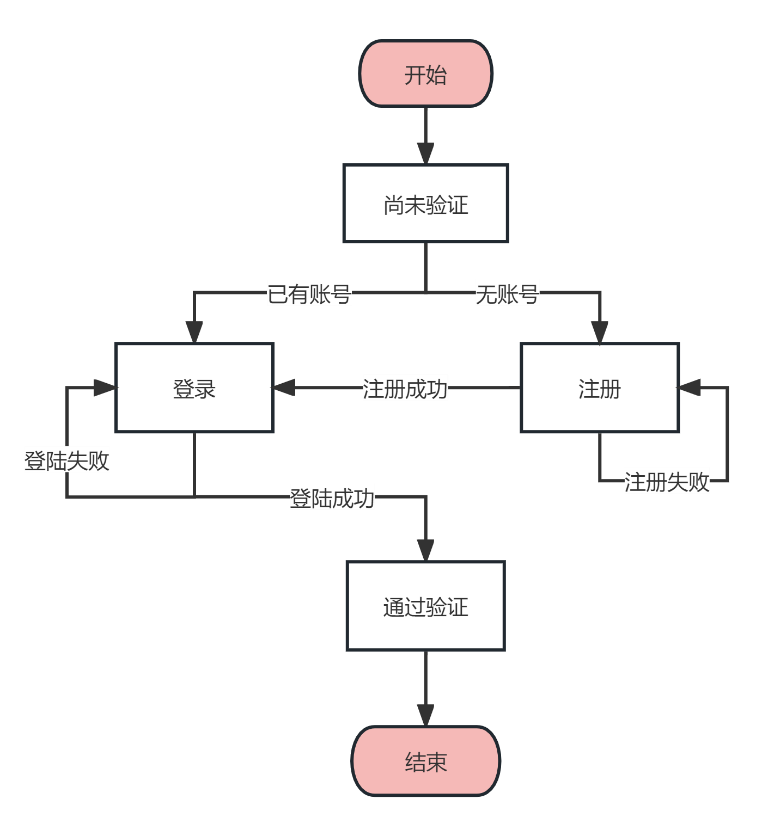 开始
尚未验证
已有账号
无账号
登录
注册成功
注册
登陆失败
注册失败
登陆成功
通过验证
结束